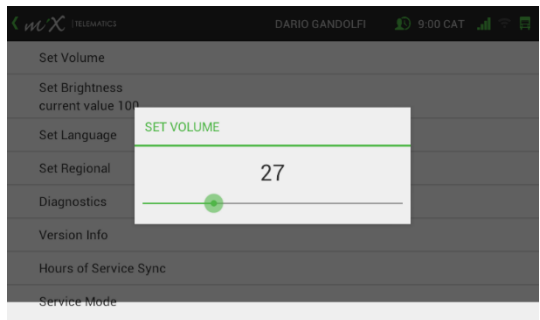 mix TELEMATICS DARIO GANDOLFI 9:00 CAT
Set Volume
Set Brightness
current value 100
Set Language
SET VOLUME
Set Regional
27
Diagnostics
Version Info
Hours of Service Sync
Service Mode